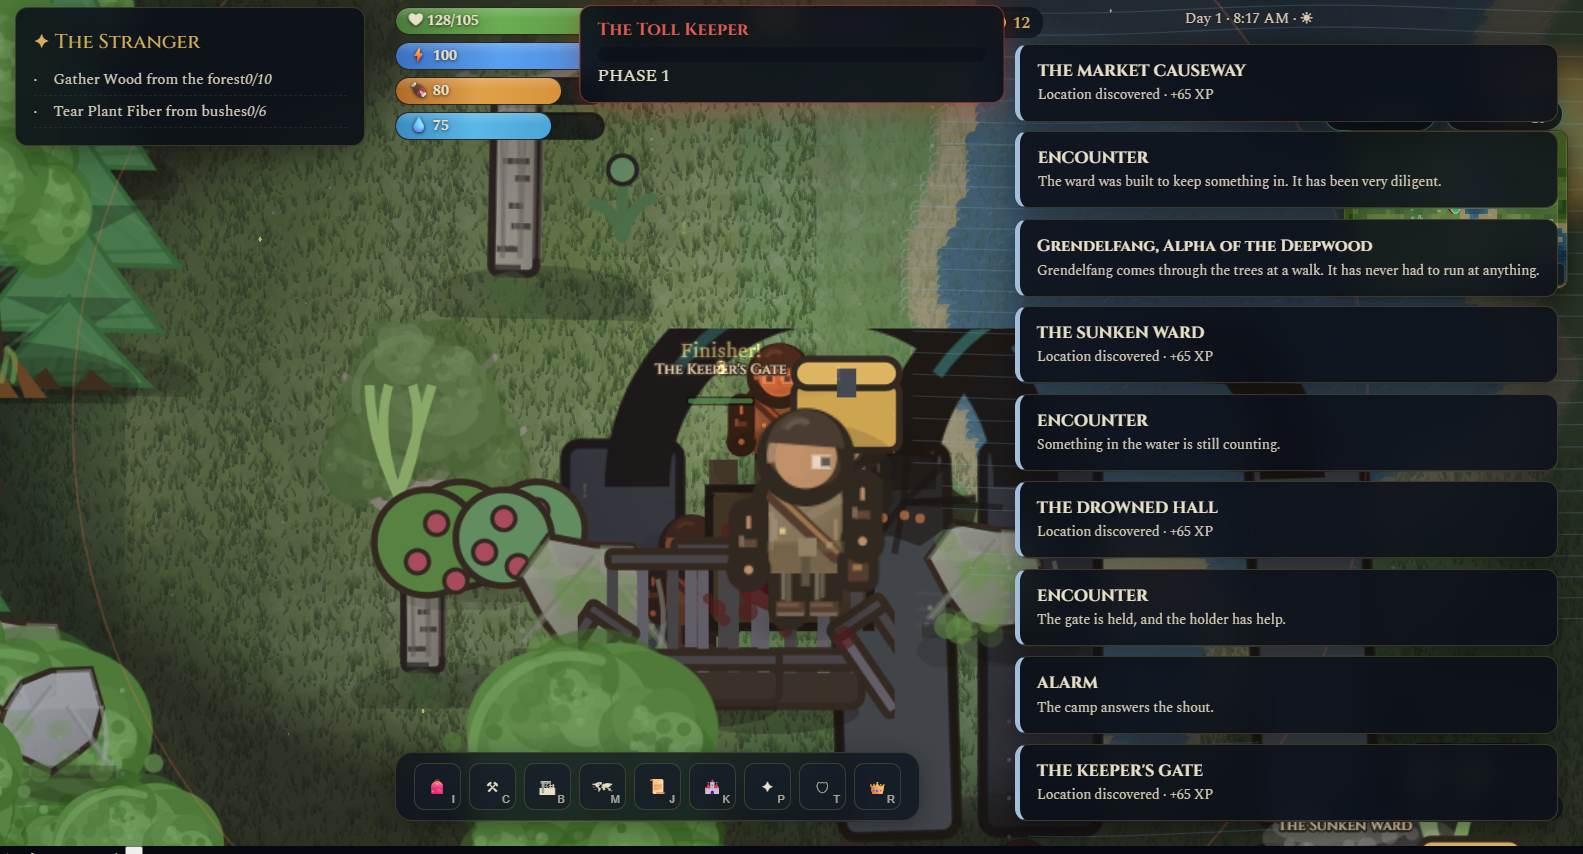 ✦ The Stranger
· Gather Wood from the forest 0/10
· Tear Plant Fiber from bushes 0/6
128/105
100
80
75
The Toll Keeper
PHASE 1
12
Day 1 · 8:17 AM · ☀
The Market Causeway
Location discovered · +65 XP
Encounter
The ward was built to keep something in. It has been very diligent.
Grendelfang, Alpha of the Deepwood
Grendelfang comes through the trees at a walk. It has never had to run at anything.
The Sunken Ward
Location discovered · +65 XP
Encounter
Something in the water is still counting.
The Drowned Hall
Location discovered · +65 XP
Encounter
The gate is held, and the holder has help.
Alarm
The camp answers the shout.
The Keeper's Gate
Location discovered · +65 XP
Finisher!
The Keeper's Gate
I
C
B
M
J
K
P
T
R
The Sunken Ward